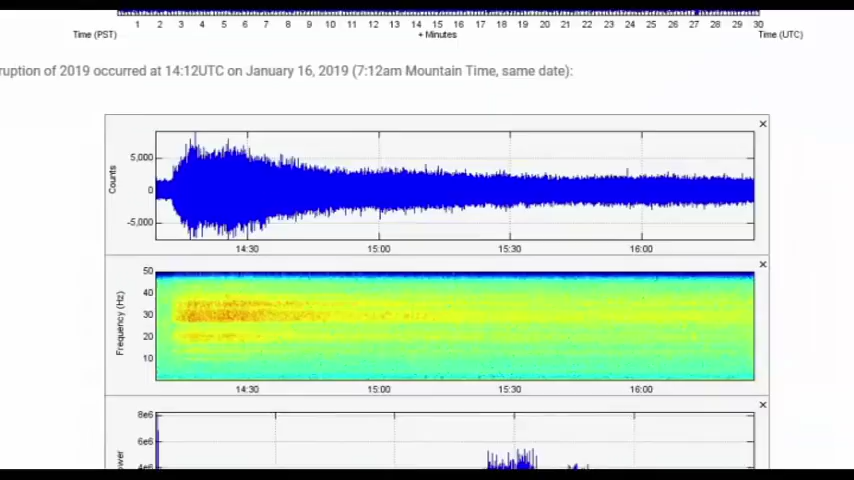 1 2 3 4 5 6 7 8 9 10 11 12 13 14 15 16 17 18 19 20 21 22 23 24 25 26 27 28 29 30
Time (PST) + Minutes Time (UTC)
ruption of 2019 occurred at 14:12UTC on January 16, 2019 (7:12am Mountain Time, same date):
Counts
5,000
0
-5,000
14:30 15:00 15:30 16:00
Frequency (Hz)
50
40
30
20
10
14:30 15:00 15:30 16:00
ower
8e6
6e6
4e6